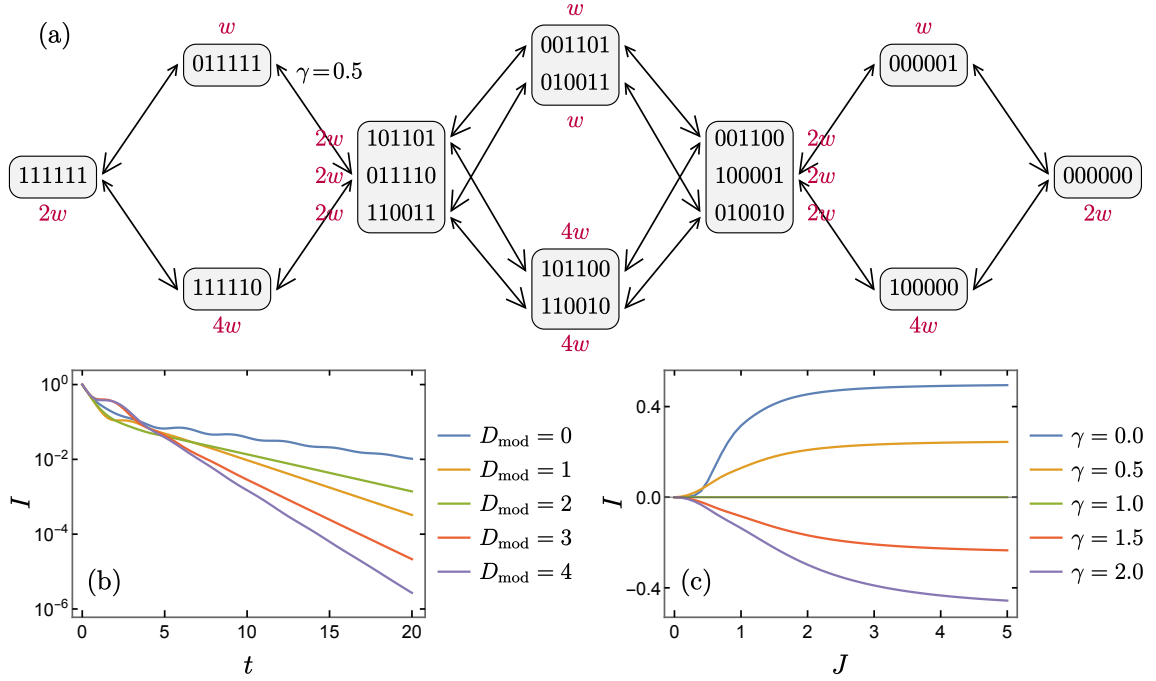 (a)
w
w
w
011111
001101
010011
000001
γ=0.5
w
2w
2w
2w
101101
011110
110011
001100
100001
010010
2w
2w
2w
111111
2w
000000
2w
4w
111110
4w
101100
110010
4w
100000
4w
10⁰
10⁻²
10⁻⁴
10⁻⁶
I
0
5
10
15
20
t
(b)
D_mod = 0
D_mod = 1
D_mod = 2
D_mod = 3
D_mod = 4
0.4
0.0
−0.4
I
0
1
2
3
4
5
J
(c)
γ = 0.0
γ = 0.5
γ = 1.0
γ = 1.5
γ = 2.0